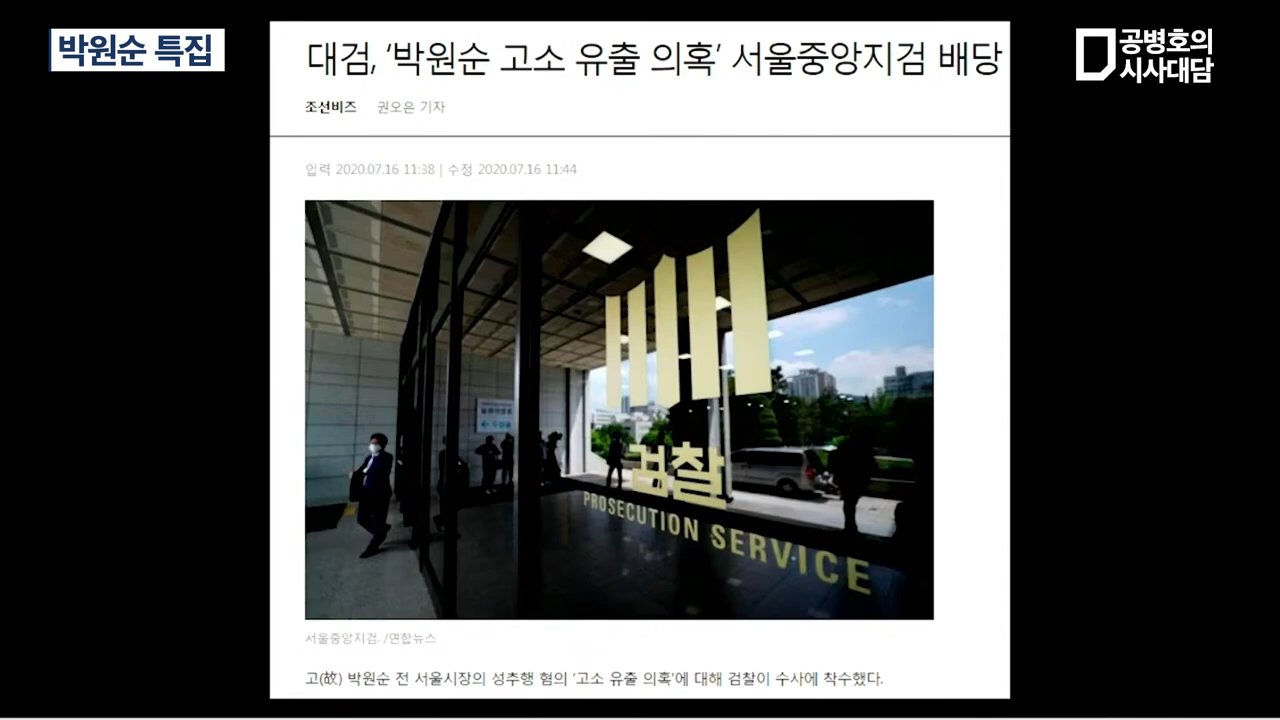 박원순 특집
공병호의
시사대담
대검, ‘박원순 고소 유출 의혹’ 서울중앙지검 배당
조선비즈 권오은 기자
입력 2020.07.16 11:38 | 수정 2020.07.16 11:44
검찰
PROSECUTION SERVICE
서울중앙지검. /연합뉴스
고(故) 박원순 전 서울시장의 성추행 혐의 ‘고소 유출 의혹’에 대해 검찰이 수사에 착수했다.